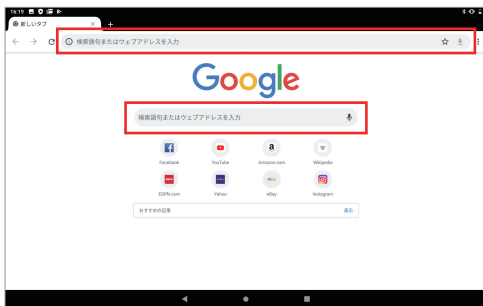 16:19
新しいタブ
検索語句またはウェブアドレスを入力
Google
検索語句またはウェブアドレスを入力
Facebook YouTube Amazon.com Wikipedia
ESPN.com Yahoo eBay Instagram
おすすめの記事 表示